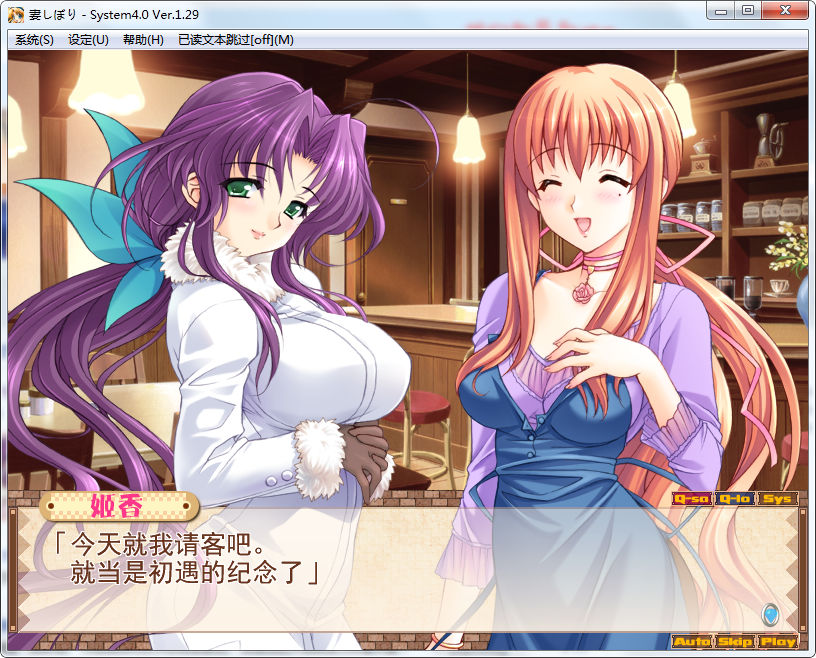 妻しぼり - System4.0 Ver.1.29
系统(S) 设定(U) 帮助(H) 已读文本跳过[off](M)
姬香
Q-sa Q-lo Sys
「今天就我请客吧。
就当是初遇的纪念了」
Auto Skip Play